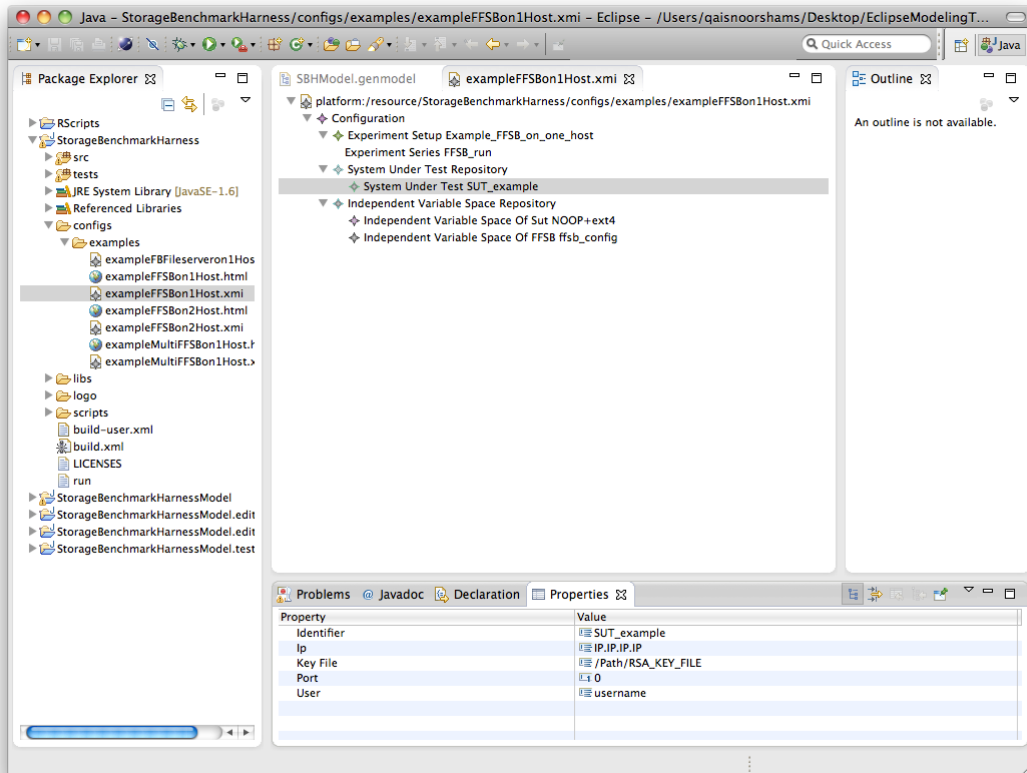 Java – StorageBenchmarkHarness/configs/examples/exampleFFSBon1Host.xmi – Eclipse – /Users/qaisnoorshams/Desktop/EclipseModelingT...
Quick Access
Java
Package Explorer
RScripts
StorageBenchmarkHarness
src
tests
JRE System Library [JavaSE-1.6]
Referenced Libraries
configs
examples
exampleFBFileserveron1Hos
exampleFFSBon1Host.html
exampleFFSBon1Host.xmi
exampleFFSBon2Host.html
exampleFFSBon2Host.xmi
exampleMultiFFSBon1Host.h
exampleMultiFFSBon1Host.x
libs
logo
scripts
build-user.xml
build.xml
LICENSES
run
StorageBenchmarkHarnessModel
StorageBenchmarkHarnessModel.edit
StorageBenchmarkHarnessModel.edit
StorageBenchmarkHarnessModel.test
SBHModel.genmodel
exampleFFSBon1Host.xmi
platform:/resource/StorageBenchmarkHarness/configs/examples/exampleFFSBon1Host.xmi
Configuration
Experiment Setup Example_FFSB_on_one_host
Experiment Series FFSB_run
System Under Test Repository
System Under Test SUT_example
Independent Variable Space Repository
Independent Variable Space Of Sut NOOP+ext4
Independent Variable Space Of FFSB ffsb_config
Outline
An outline is not available.
Problems @ Javadoc Declaration Properties
Property Value
Identifier SUT_example
Ip IP.IP.IP.IP
Key File /Path/RSA_KEY_FILE
Port 0
User username